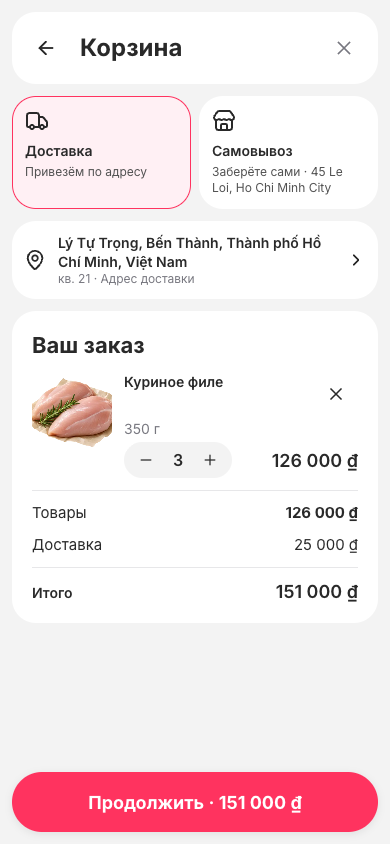 Корзина
Доставка
Привезём по адресу
Самовывоз
Заберёте сами · 45 Le
Loi, Ho Chi Minh City
Lý Tự Trọng, Bến Thành, Thành phố Hồ
Chí Minh, Việt Nam
кв. 21 · Адрес доставки
Ваш заказ
Куриное филе
350 г
3
126 000 ₫
Товары 126 000 ₫
Доставка 25 000 ₫
Итого 151 000 ₫
Продолжить · 151 000 ₫